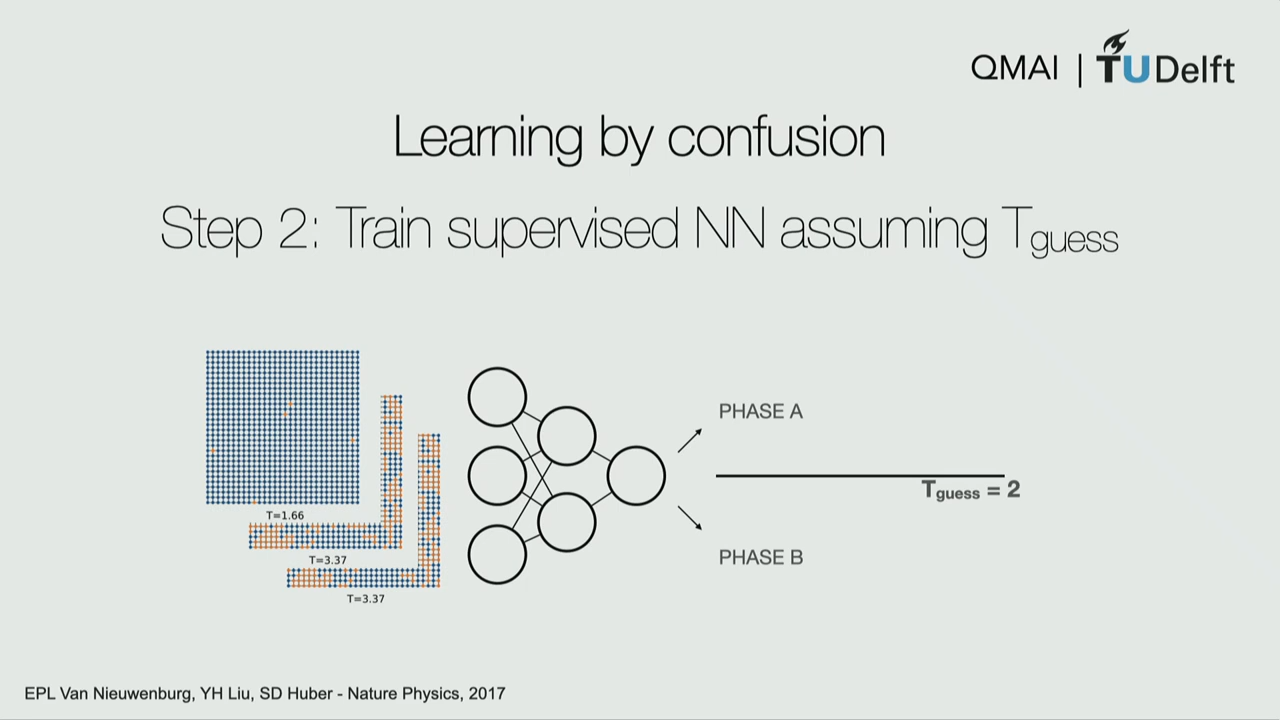 QMAI | TUDelft
Learning by confusion
Step 2: Train supervised NN assuming Tguess
PHASE A
Tguess = 2
T=1.66
T=3.37
PHASE B
T=3.37
EPL Van Nieuwenburg, YH Liu, SD Huber - Nature Physics, 2017